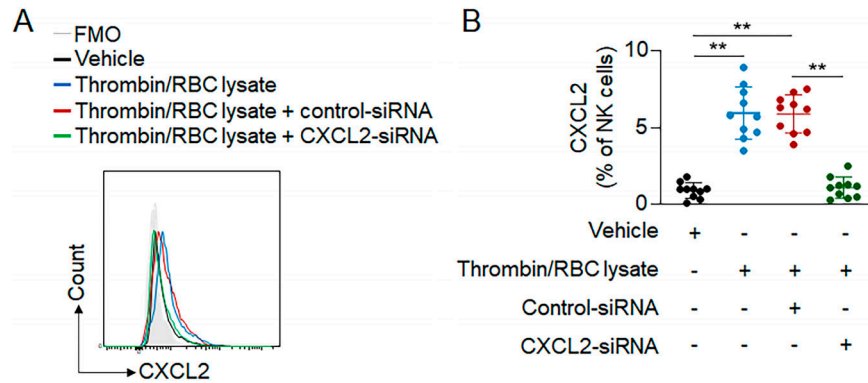 A
FMO
Vehicle
Thrombin/RBC lysate
Thrombin/RBC lysate + control-siRNA
Thrombin/RBC lysate + CXCL2-siRNA
Count
0
CXCL2
B
**
** **
10
5
0
CXCL2
(% of NK cells)
Vehicle + - - -
Thrombin/RBC lysate - + + +
Control-siRNA - - + -
CXCL2-siRNA - - - +